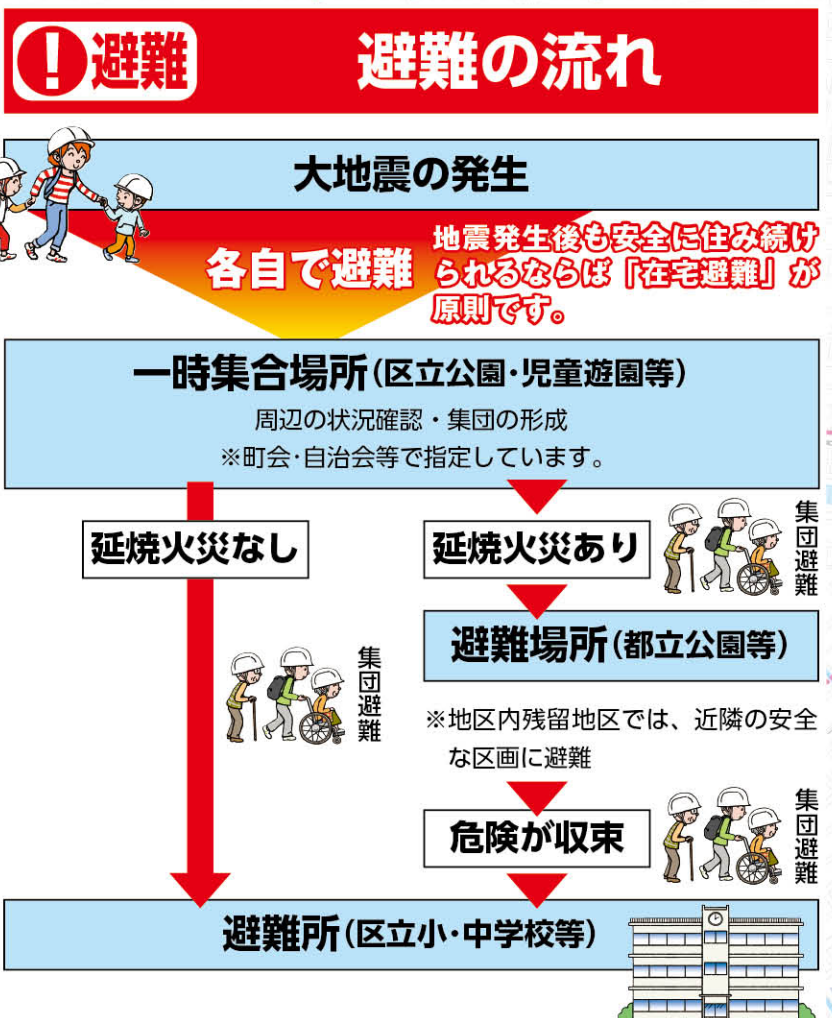 !避難
避難の流れ
大地震の発生
各自で避難
地震発生後も安全に住み続け
られるならば「在宅避難」が
原則です。
一時集合場所(区立公園・児童遊園等)
周辺の状況確認・集団の形成
※町会・自治会等で指定しています。
延焼火災なし
延焼火災あり
集団避難
避難場所(都立公園等)
集団避難
※地区内残留地区では、近隣の安全
な区画に避難
危険が収束
集団避難
避難所(区立小・中学校等)